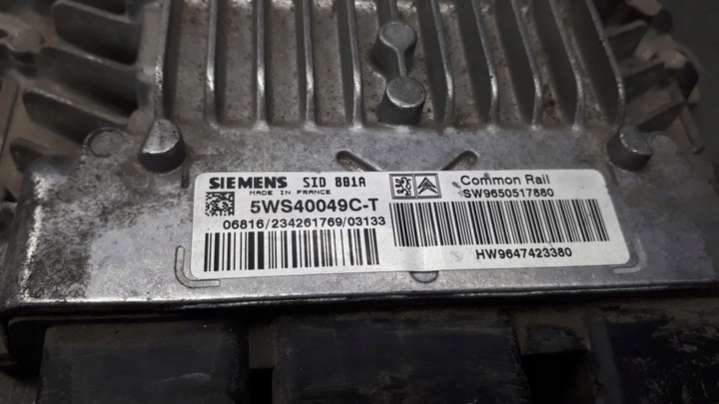 SIEMENS SID 801A
MADE IN FRANCE
5WS40049C-T
06816/234261769/03133
Common Rail
SW9650517880
HW9647423380